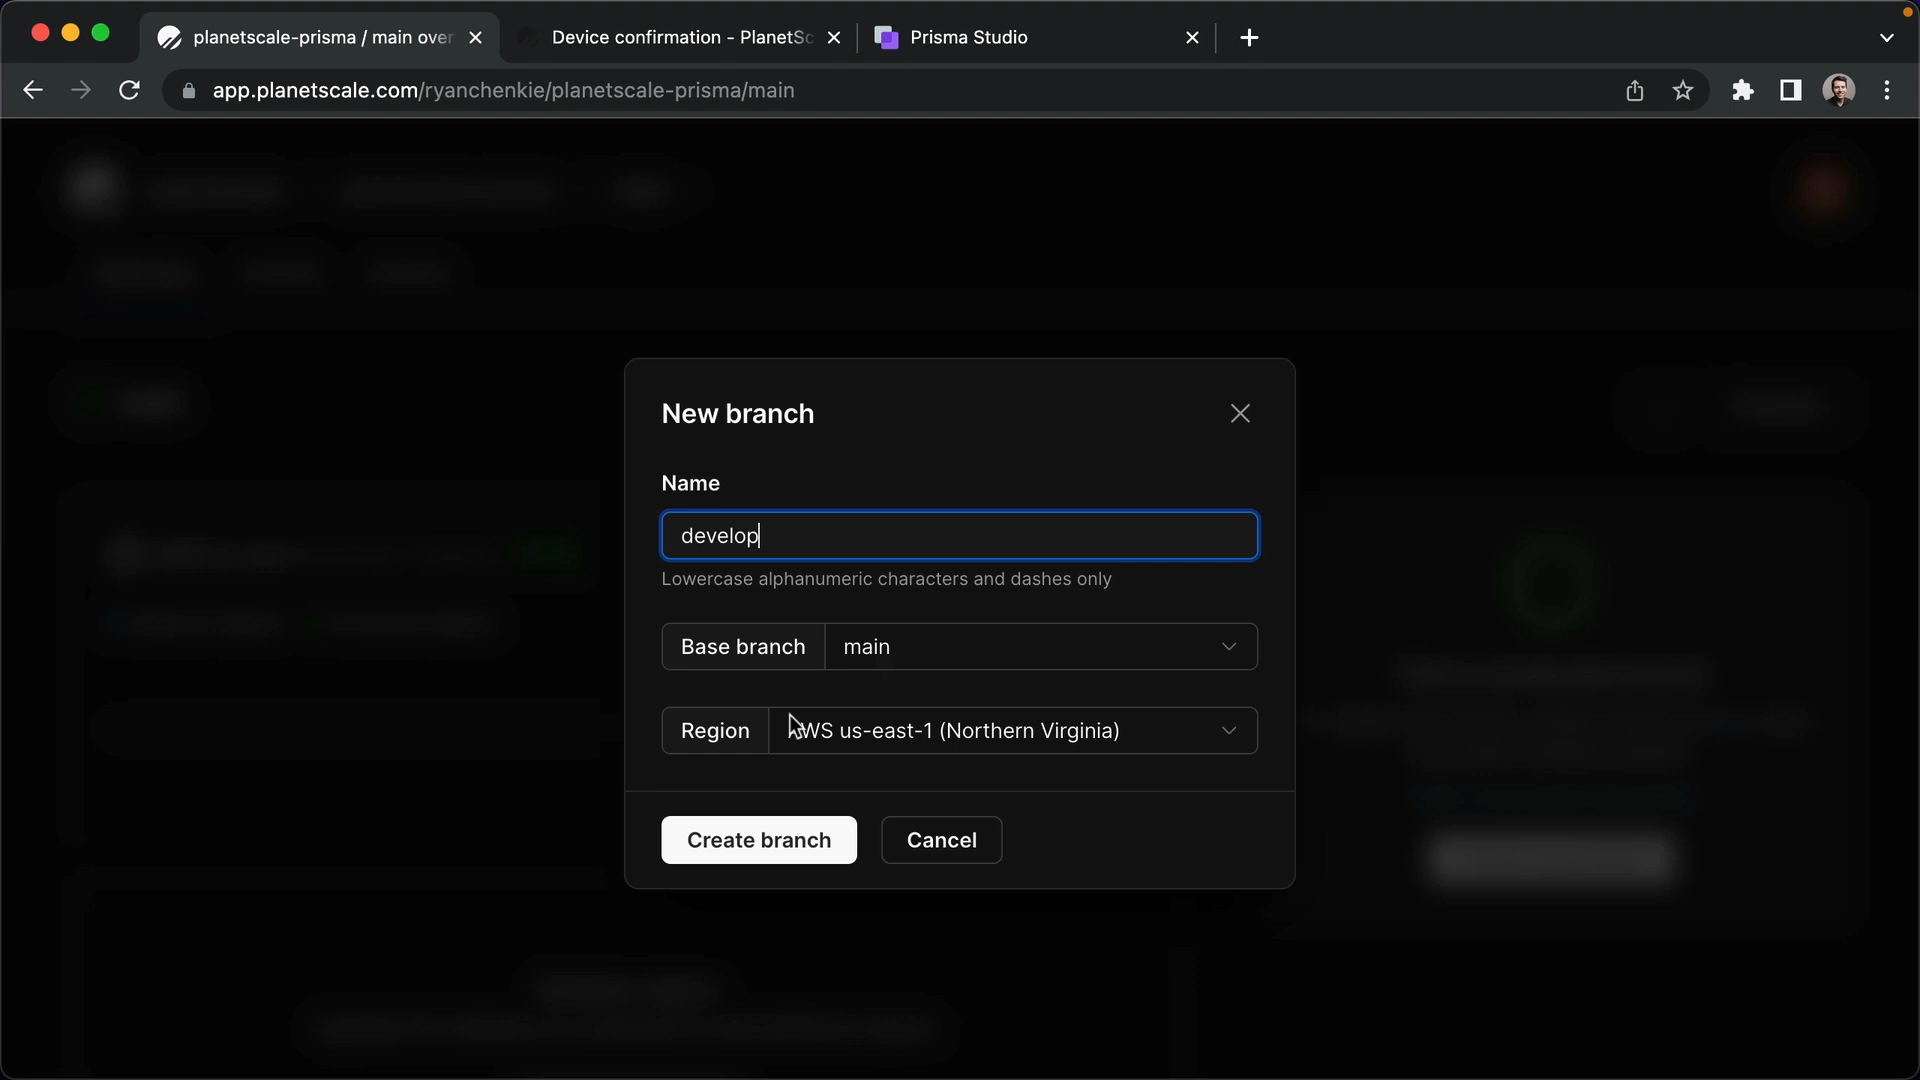 planetscale-prisma / main over
Device confirmation - PlanetSc
Prisma Studio
app.planetscale.com/ryanchenkie/planetscale-prisma/main
New branch
Name
develop
Lowercase alphanumeric characters and dashes only
Base branch
main
Region
AWS us-east-1 (Northern Virginia)
Create branch
Cancel